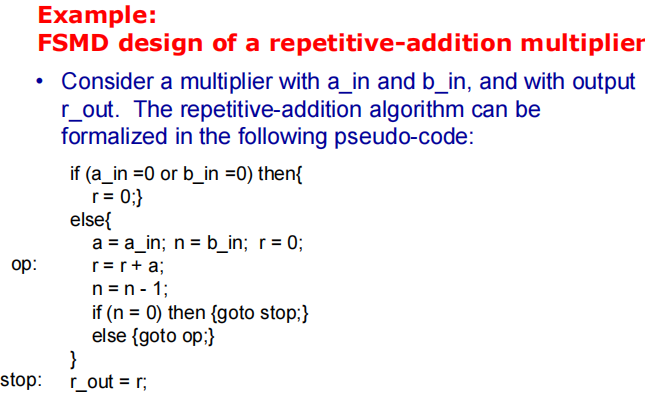 Example:
FSMD design of a repetitive-addition multiplier
• Consider a multiplier with a_in and b_in, and with output
r_out. The repetitive-addition algorithm can be
formalized in the following pseudo-code:
if (a_in =0 or b_in =0) then{
r = 0;}
else{
a = a_in; n = b_in; r = 0;
op: r = r + a;
n = n - 1;
if (n = 0) then {goto stop;}
else {goto op;}
}
stop: r_out = r;